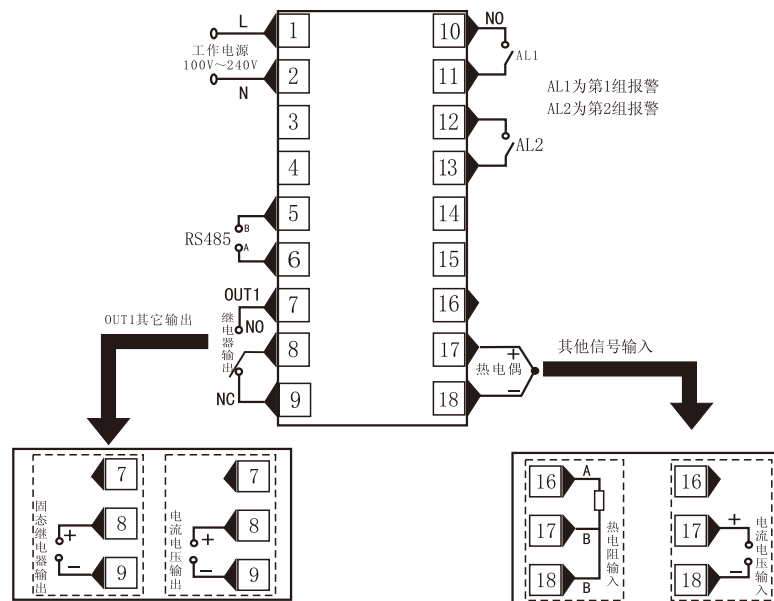 L
1
工作电源
100V～240V
2
N
3
4
5
B
RS485
A
6
OUT1
7
继电器输出
NO
8
NC
9
10
NO
AL1
11
12
AL2
13
14
15
16
17
+
热电偶
−
18
AL1为第1组报警
AL2为第2组报警
OUT1其它输出
其他信号输入
7
8
9
固态继电器输出
+
−
7
8
9
电流电压输出
+
−
16
17
18
A
B
B
热电阻输入
16
17
18
+
−
电流电压输入